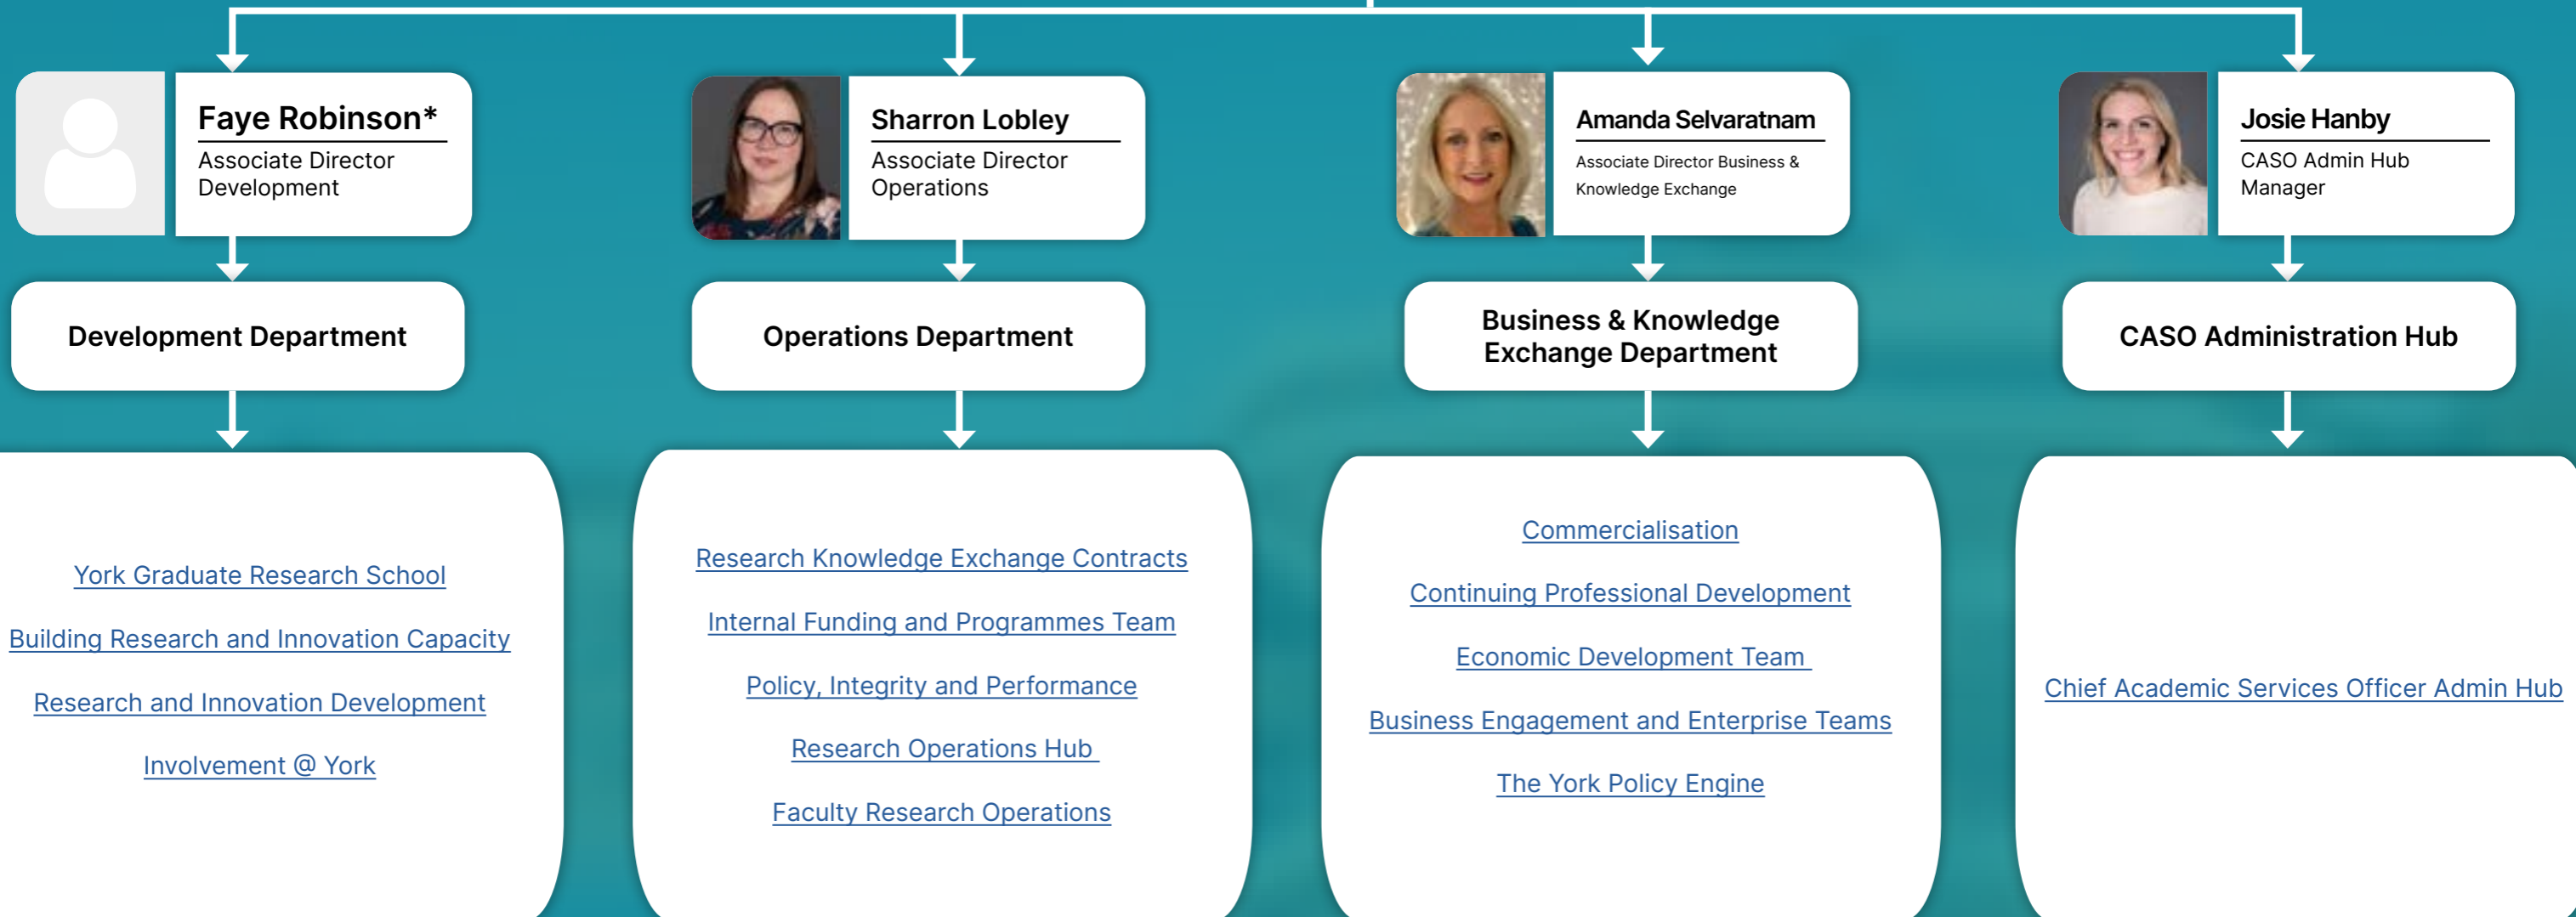 Faye Robinson*
Associate Director
Development
Sharron Lobley
Associate Director
Operations
Amanda Selvaratnam
Associate Director Business &
Knowledge Exchange
Josie Hanby
CASO Admin Hub
Manager
Development Department
Operations Department
Business & Knowledge
Exchange Department
CASO Administration Hub
York Graduate Research School
Building Research and Innovation Capacity
Research and Innovation Development
Involvement @ York
Research Knowledge Exchange Contracts
Internal Funding and Programmes Team
Policy, Integrity and Performance
Research Operations Hub
Faculty Research Operations
Commercialisation
Continuing Professional Development
Economic Development Team
Business Engagement and Enterprise Teams
The York Policy Engine
Chief Academic Services Officer Admin Hub